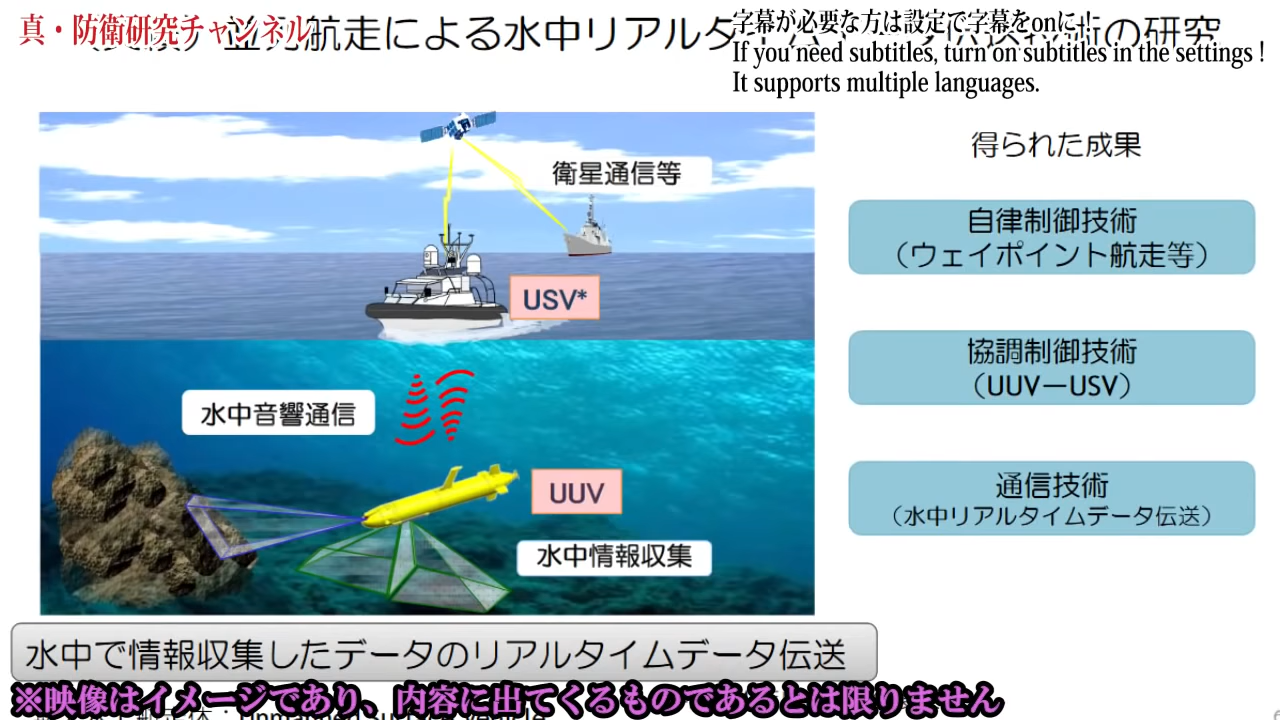 真・防衛研究チャンネル
航走による水中リアルタ
の研究
字幕が必要な方は設定で字幕をonに！
If you need subtitles, turn on subtitles in the settings !
It supports multiple languages.
得られた成果
衛星通信等
自律制御技術
（ウェイポイント航走等）
USV*
協調制御技術
（UUVーUSV）
水中音響通信
UUV
通信技術
（水中リアルタイムデータ伝送）
水中情報収集
水中で情報収集したデータのリアルタイムデータ伝送
※映像はイメージであり、内容に出てくるものであるとは限りません